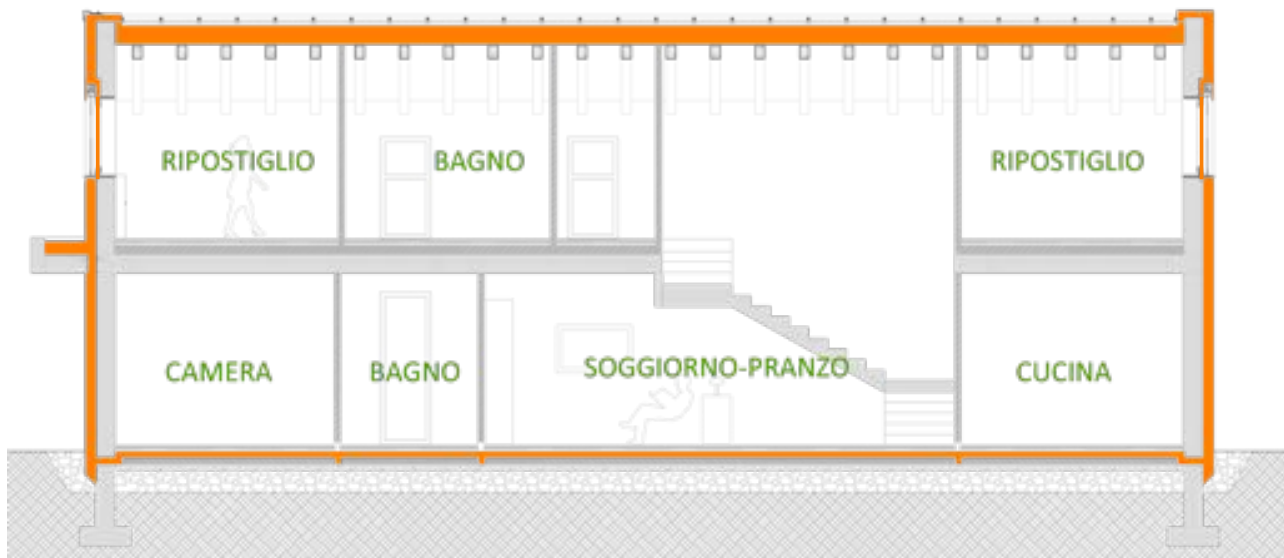 RIPOSTIGLIO
BAGNO
RIPOSTIGLIO
CAMERA
BAGNO
SOGGIORNO-PRANZO
CUCINA